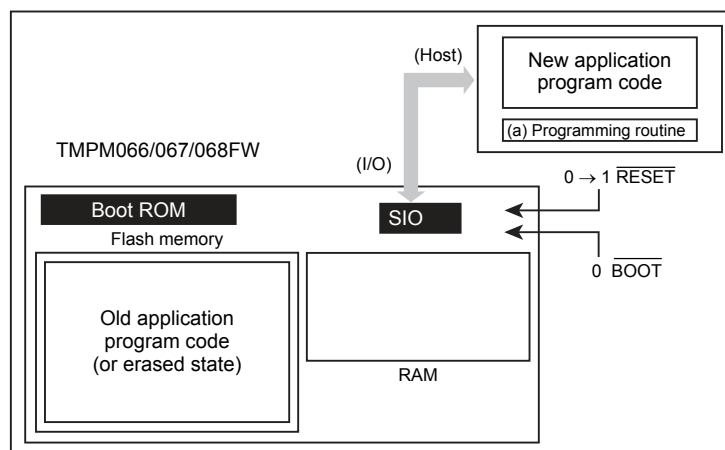 (Host)
New application
program code
(a) Programming routine
TMPM066/067/068FW
(I/O)
0 → 1 RESET
Boot ROM
SIO
Flash memory
0 BOOT
Old application
program code
(or erased state)
RAM